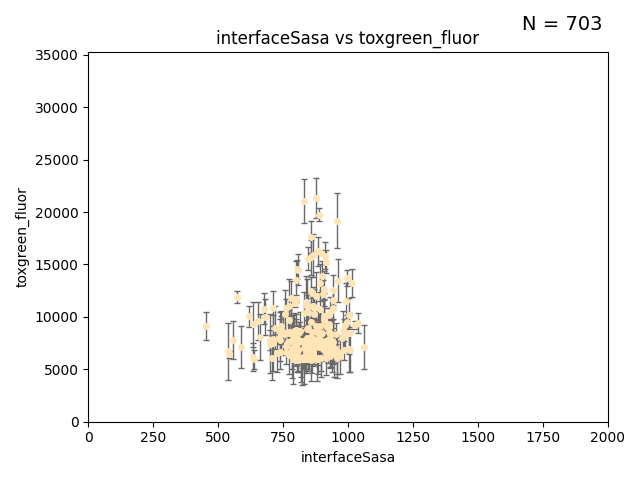 N = 703
interfaceSasa vs toxgreen_fluor
35000
30000
25000
20000
15000
10000
5000
0
toxgreen_fluor
0 250 500 750 1000 1250 1500 1750 2000
interfaceSasa